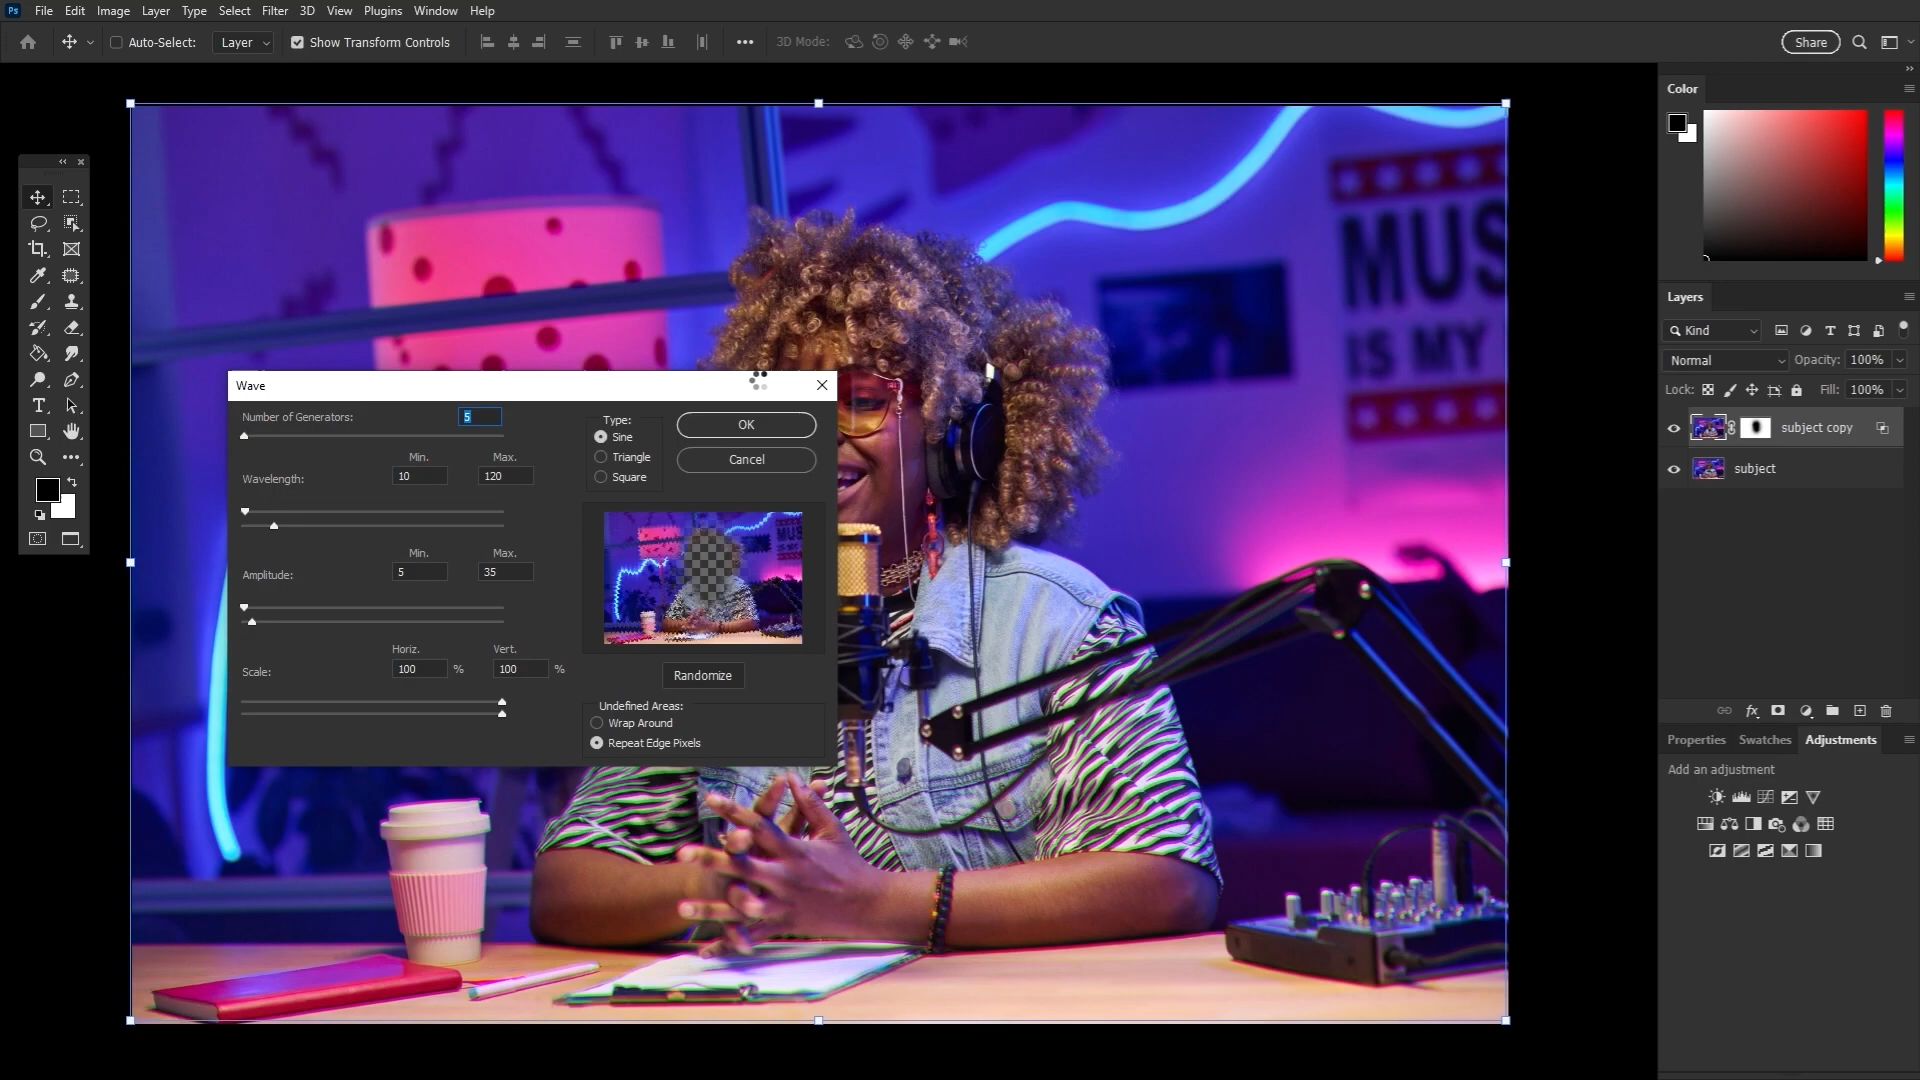 Ps File Edit Image Layer Type Select Filter 3D View Plugins Window Help
Auto-Select: Layer Show Transform Controls 3D Mode: Share
Color
Layers
Kind
Normal Opacity: 100%
Lock: Fill: 100%
subject copy
subject
Properties Swatches Adjustments
Add an adjustment
Wave
Number of Generators: 5
Min. Max.
Wavelength: 10 120
Min. Max.
Amplitude: 5 35
Horiz. Vert.
Scale: 100 % 100 %
Type:
Sine
Triangle
Square
OK
Cancel
Randomize
Undefined Areas:
Wrap Around
Repeat Edge Pixels
MUS
IS MY
MUS